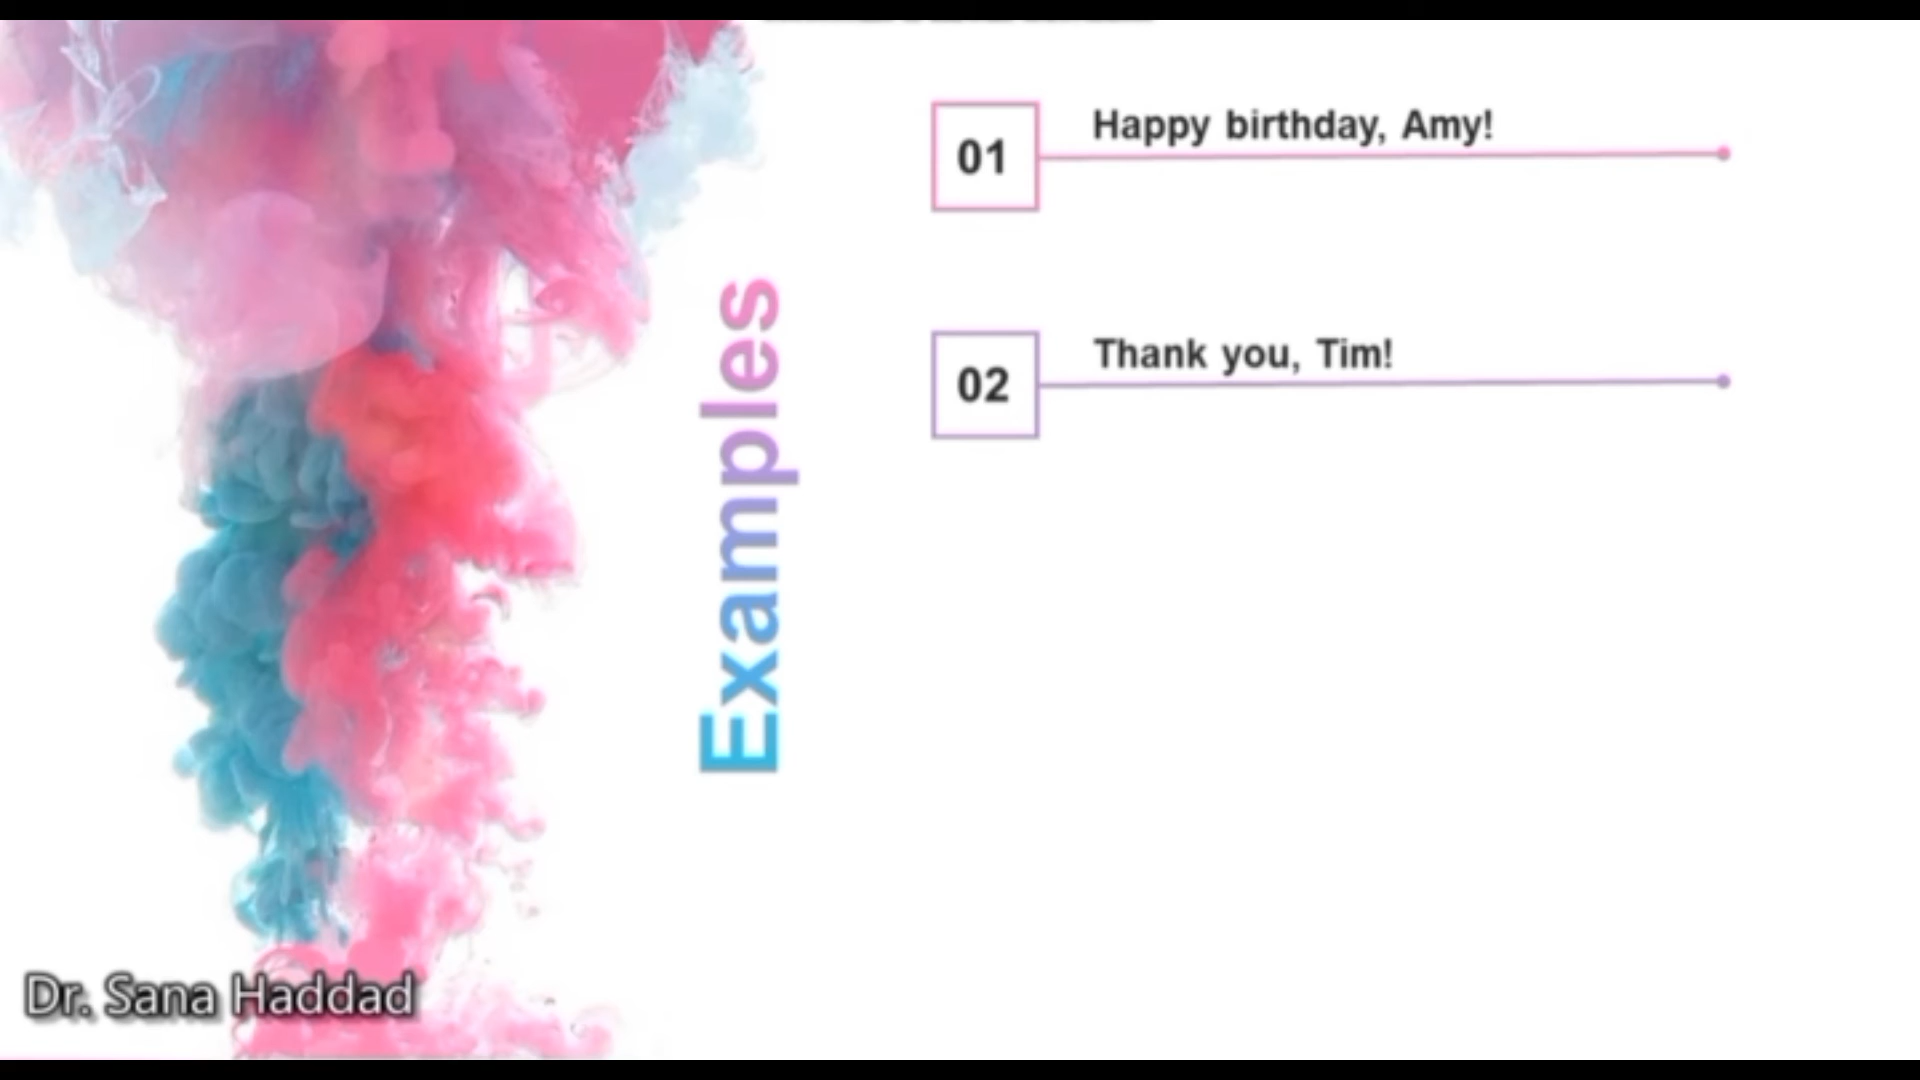 Examples
01
Happy birthday, Amy!
02
Thank you, Tim!
Dr. Sana Haddad